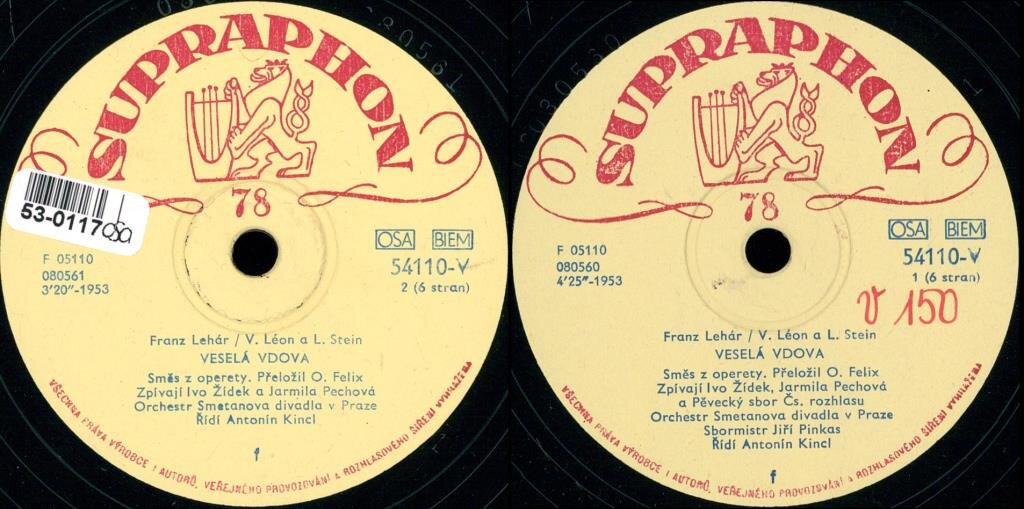 SUPRAPHON
78
53-0117 OSA
OSA BIEM
F 05110
54110-V
080561
2 (6 stran)
3'20"-1953
Franz Lehár / V. Léon a L. Stein
VESELÁ VDOVA
Směs z operety. Přeložil O. Felix
Zpívají Ivo Žídek a Jarmila Pechová
Orchestr Smetanova divadla v Praze
Řídí Antonín Kincl
f
VŠECHNA PRÁVA VÝROBCE I AUTORŮ, VEŘEJNÉHO PROVOZOVÁNÍ A ROZHLASOVÉHO ŠÍŘENÍ VYHRAŽENA
SUPRAPHON
78
OSA BIEM
F 05110
54110-V
080560
1 (6 stran)
4'25"-1953
V 150
Franz Lehár / V. Léon a L. Stein
VESELÁ VDOVA
Směs z operety. Přeložil O. Felix
Zpívají Ivo Žídek, Jarmila Pechová
a Pěvecký sbor Čs. rozhlasu
Orchestr Smetanova divadla v Praze
Sbormistr Jiří Pinkas
Řídí Antonín Kincl
f
VŠECHNA PRÁVA VÝROBCE I AUTORŮ, VEŘEJNÉHO PROVOZOVÁNÍ A ROZHLASOVÉHO ŠÍŘENÍ VYHRAŽENA